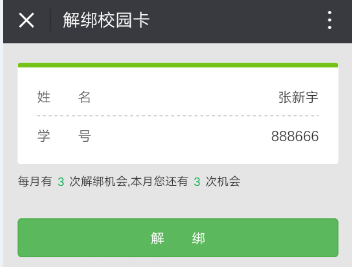 解绑校园卡
姓 名 张新宇
学 号 888666
每月有 3 次解绑机会,本月您还有 3 次机会
解 绑